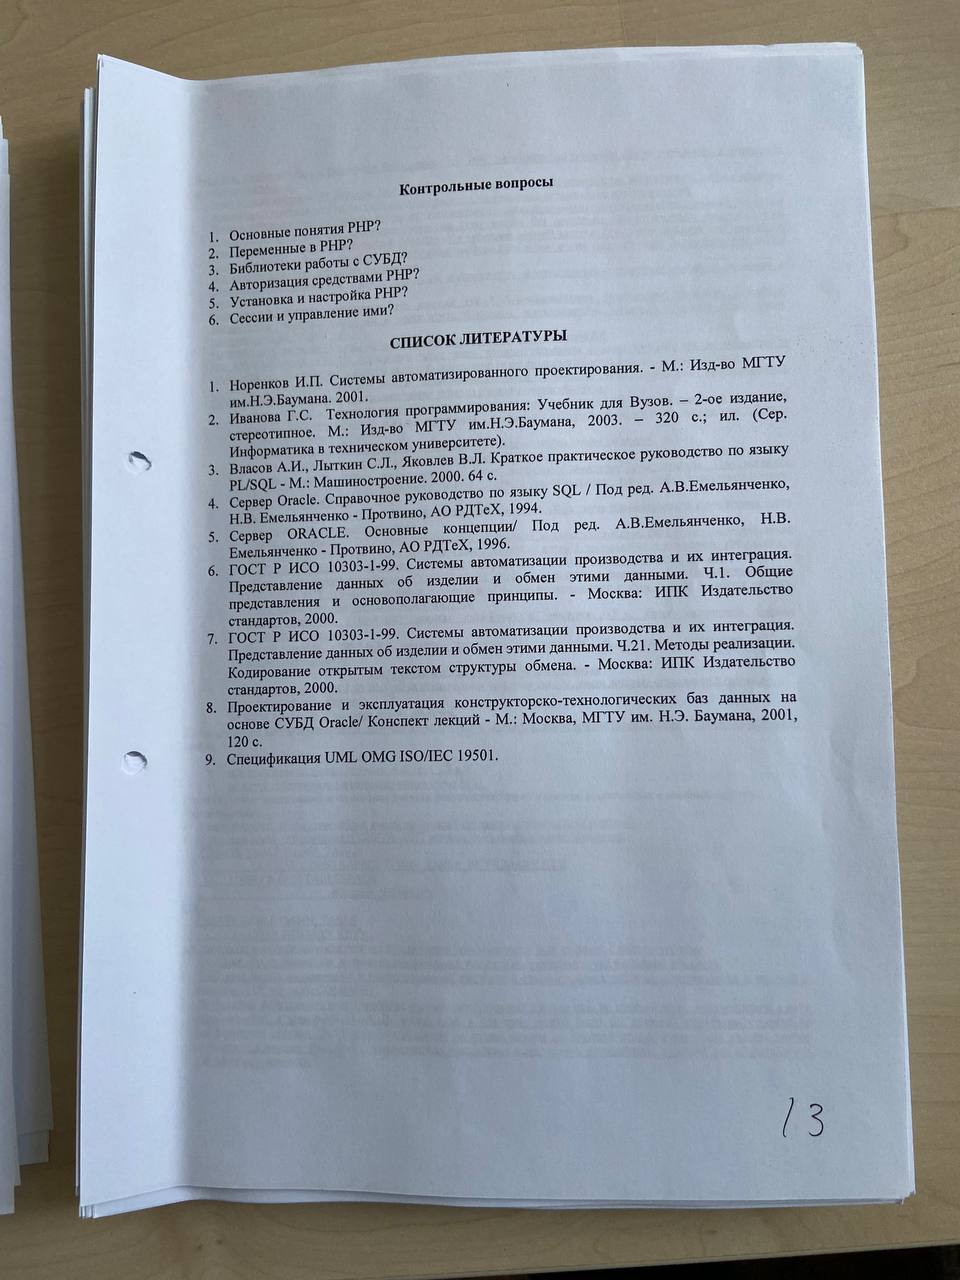 Контрольные вопросы
1. Основные понятия PHP?
2. Переменные в PHP?
3. Библиотеки работы с СУБД?
4. Авторизация средствами PHP?
5. Установка и настройка PHP?
6. Сессии и управление ими?
СПИСОК ЛИТЕРАТУРЫ
1. Норенков И.П. Системы автоматизированного проектирования. - М.: Изд-во МГТУ
им.Н.Э.Баумана. 2001.
2. Иванова Г.С. Технология программирования: Учебник для Вузов. – 2-ое издание,
стереотипное. М.: Изд-во МГТУ им.Н.Э.Баумана, 2003. – 320 с.; ил. (Сер.
Информатика в техническом университете).
3. Власов А.И., Лыткин С.Л., Яковлев В.Л. Краткое практическое руководство по языку
PL/SQL - М.: Машиностроение. 2000. 64 с.
4. Сервер Oracle. Справочное руководство по языку SQL / Под ред. А.В.Емельянченко,
Н.В. Емельянченко - Протвино, АО РДТеХ, 1994.
5. Сервер ORACLE. Основные концепции/ Под ред. А.В.Емельянченко, Н.В.
Емельянченко - Протвино, АО РДТеХ, 1996.
6. ГОСТ Р ИСО 10303-1-99. Системы автоматизации производства и их интеграция.
Представление данных об изделии и обмен этими данными. Ч.1. Общие
представления и основополагающие принципы. - Москва: ИПК Издательство
стандартов, 2000.
7. ГОСТ Р ИСО 10303-1-99. Системы автоматизации производства и их интеграция.
Представление данных об изделии и обмен этими данными. Ч.21. Методы реализации.
Кодирование открытым текстом структуры обмена. - Москва: ИПК Издательство
стандартов, 2000.
8. Проектирование и эксплуатация конструкторско-технологических баз данных на
основе СУБД Oracle/ Конспект лекций - М.: Москва, МГТУ им. Н.Э. Баумана, 2001,
120 с.
9. Спецификация UML OMG ISO/IEC 19501.
13